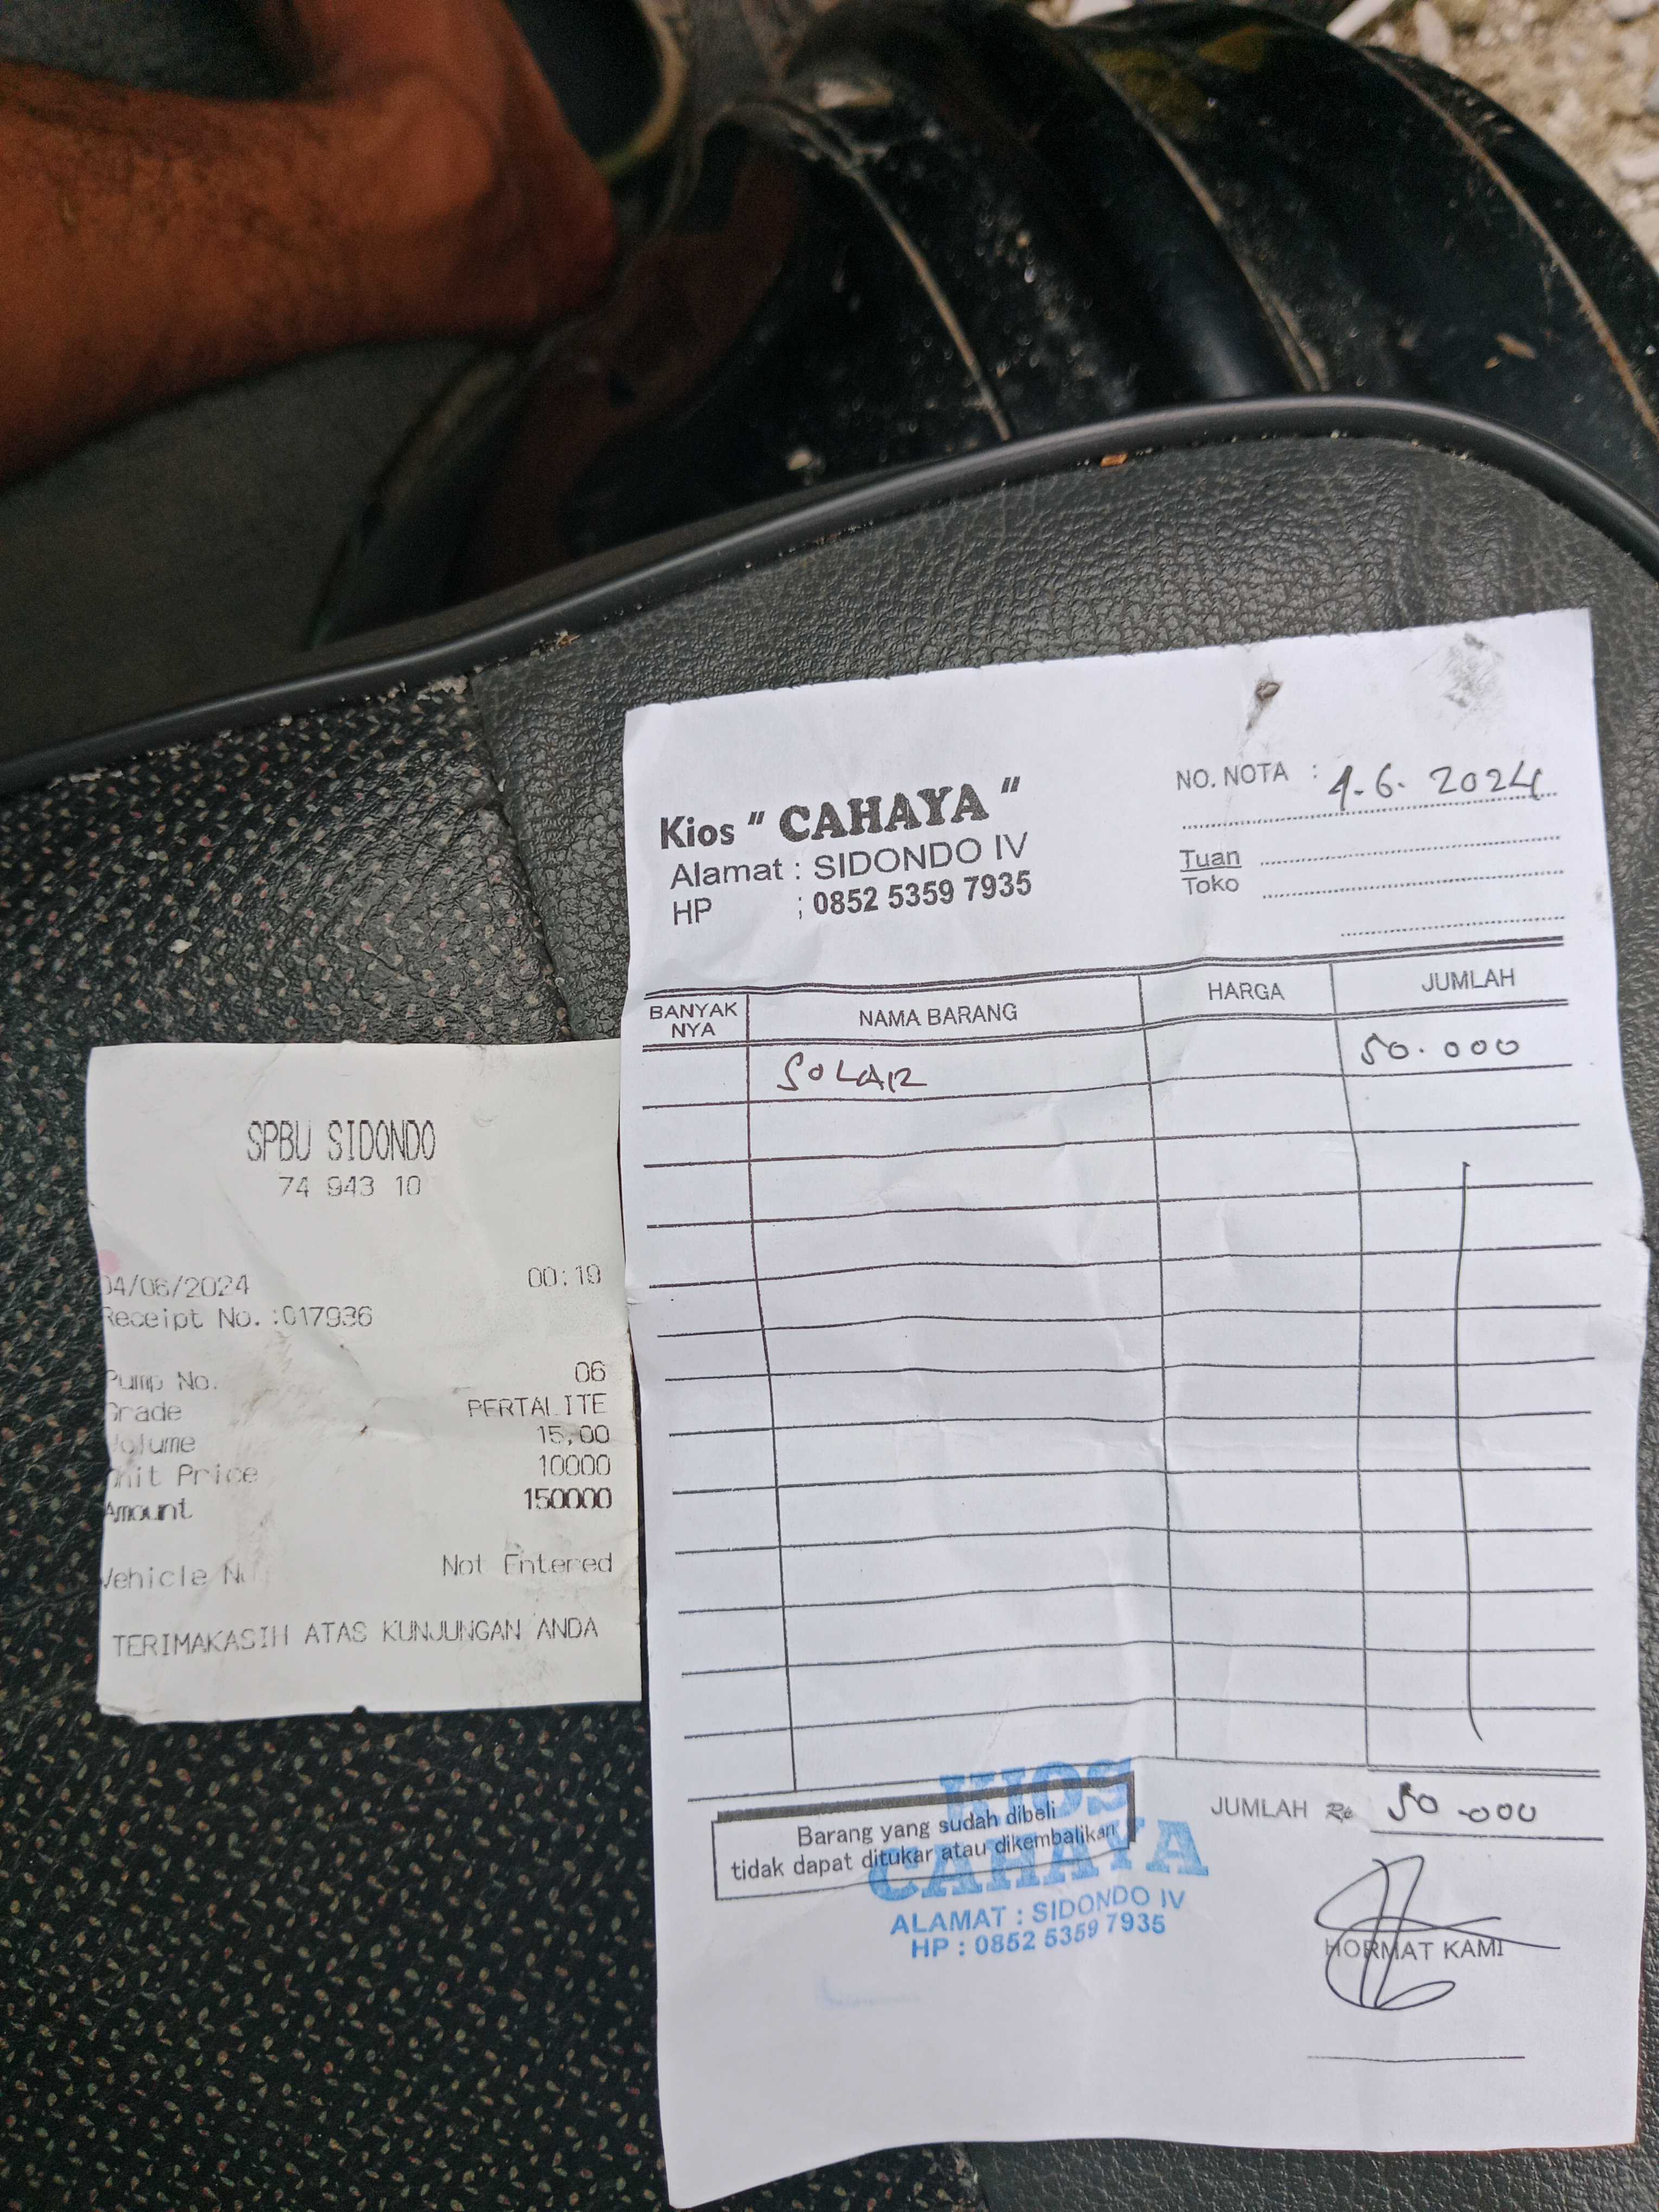 SPBU SIDONDO
74 943 10
04/06/2024 00:19
Receipt No.:017936
Pump No. 06
Grade PERTALITE
Volume 15,00
Unit Price 10000
Amount 150000
Vehicle No Not Entered
TERIMAKASIH ATAS KUNJUNGAN ANDA
Kios " CAHAYA "
Alamat : SIDONDO IV
HP ; 0852 5359 7935
NO. NOTA : 4.6. 2024
Tuan
Toko
BANYAK NYA NAMA BARANG HARGA JUMLAH
SOLAR 50.000
JUMLAH Rp 50.000
Barang yang sudah dibeli
tidak dapat ditukar atau dikembalikan
KIOS
CAHAYA
ALAMAT : SIDONDO IV
HP : 0852 5359 7935
HORMAT KAMI